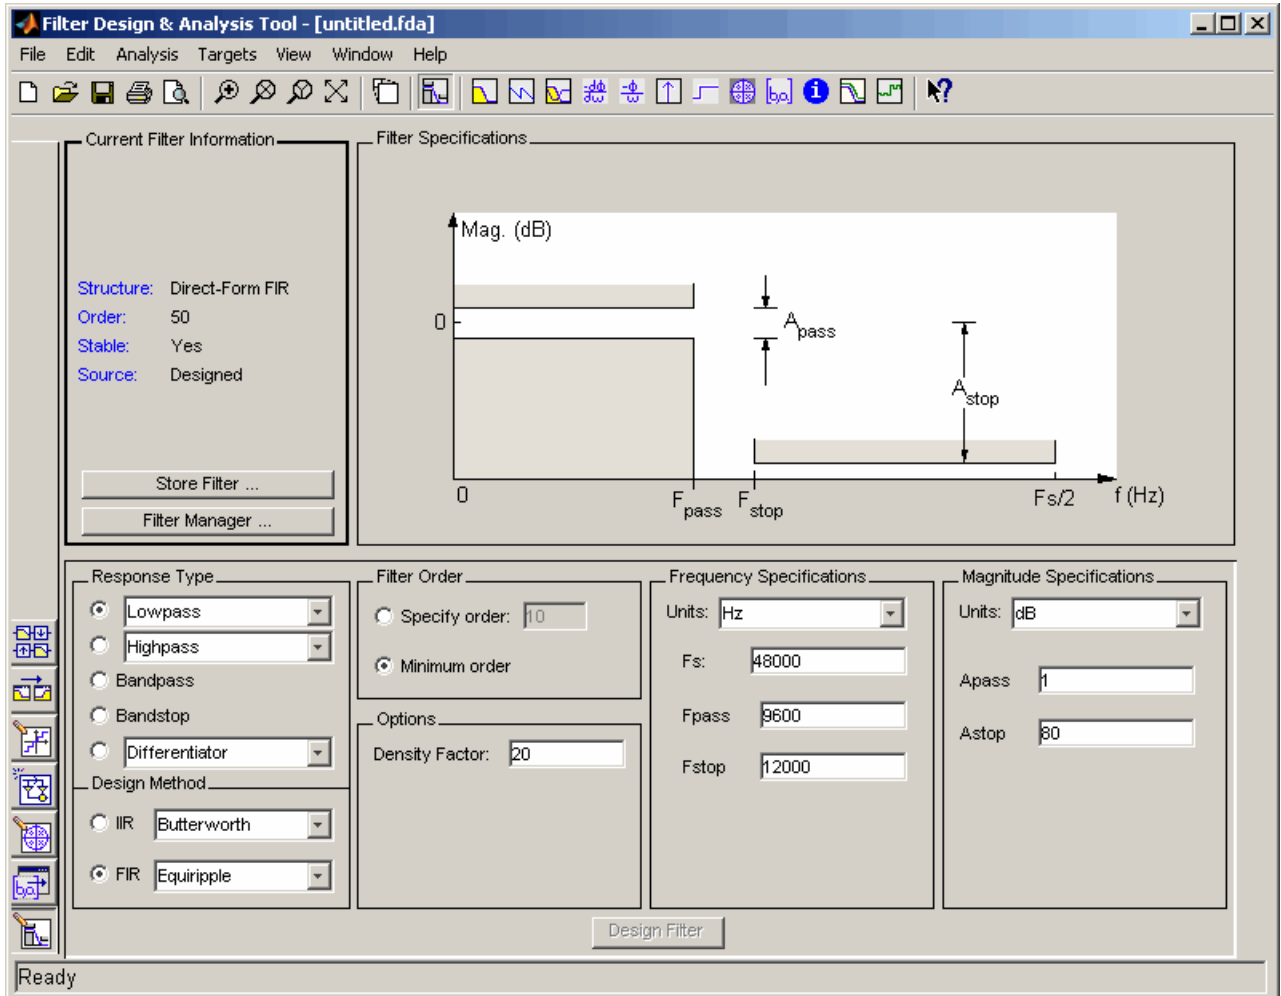 Filter Design & Analysis Tool - [untitled.fda]
File Edit Analysis Targets View Window Help
Current Filter Information
Structure: Direct-Form FIR
Order: 50
Stable: Yes
Source: Designed
Store Filter ...
Filter Manager ...
Filter Specifications
Mag. (dB)
0
Apass
Astop
0 Fpass Fstop Fs/2 f (Hz)
Response Type
Lowpass
Highpass
Bandpass
Bandstop
Differentiator
Design Method
IIR Butterworth
FIR Equiripple
Filter Order
Specify order: 10
Minimum order
Options
Density Factor: 20
Frequency Specifications
Units: Hz
Fs: 48000
Fpass 9600
Fstop 12000
Magnitude Specifications
Units: dB
Apass 1
Astop 80
Design Filter
Ready